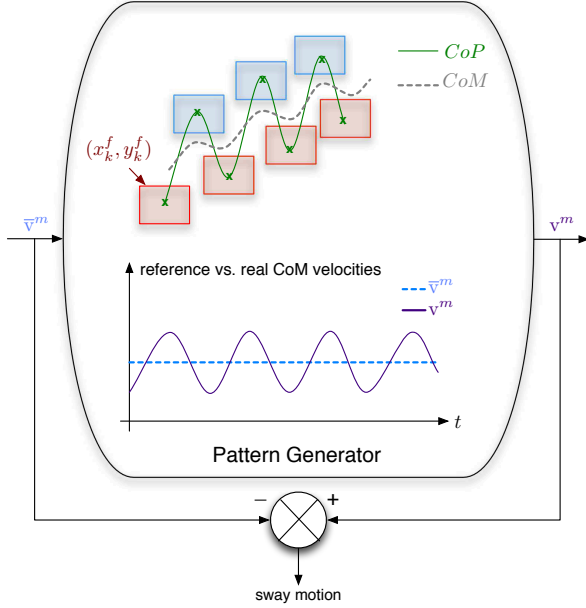 CoP
CoM
x x x
x x x x
(x_k^f, y_k^f)
x
v̅^m
v^m
reference vs. real CoM velocities
v̅^m
v^m
t
Pattern Generator
− +
sway motion